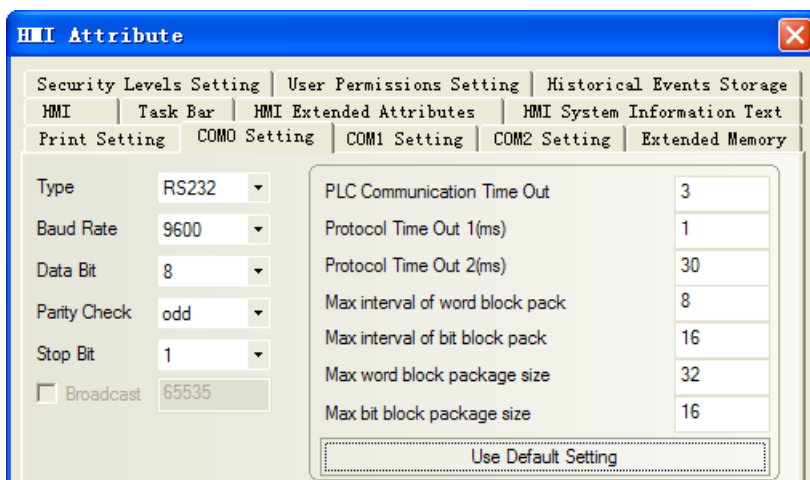 HMI Attribute
Security Levels Setting User Permissions Setting Historical Events Storage
HMI Task Bar HMI Extended Attributes HMI System Information Text
Print Setting COM0 Setting COM1 Setting COM2 Setting Extended Memory
Type RS232
Baud Rate 9600
Data Bit 8
Parity Check odd
Stop Bit 1
Broadcast 65535
PLC Communication Time Out 3
Protocol Time Out 1(ms) 1
Protocol Time Out 2(ms) 30
Max interval of word block pack 8
Max interval of bit block pack 16
Max word block package size 32
Max bit block package size 16
Use Default Setting